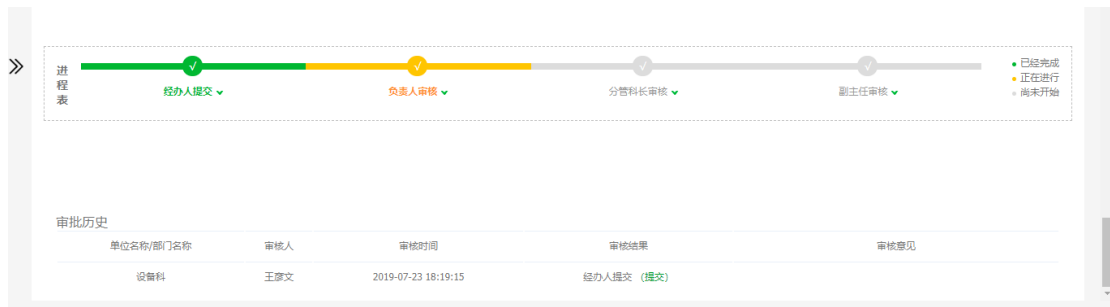 进程表
经办人提交
负责人审核
分管科长审核
副主任审核
已经完成
正在进行
尚未开始
审批历史
单位名称/部门名称 审核人 审核时间 审核结果 审核意见
设备科 王彦文 2019-07-23 18:19:15 经办人提交 （提交）